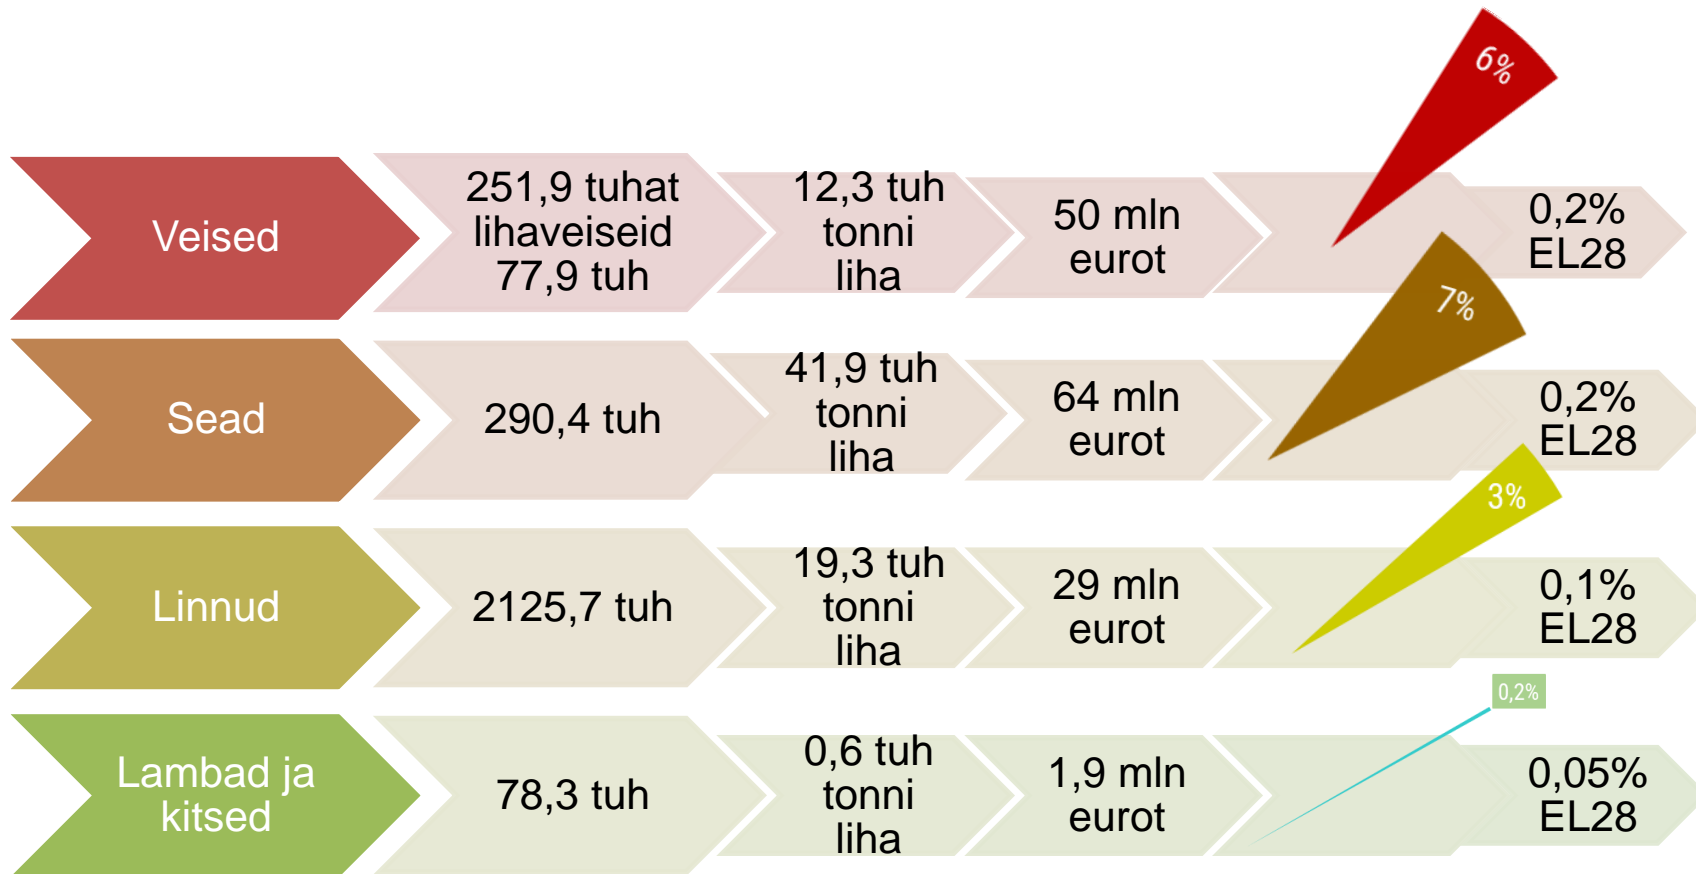 Veised
251,9 tuhat
lihaveiseid
77,9 tuh
12,3 tuh
tonni
liha
50 mln
eurot
6%
0,2%
EL28
Sead
290,4 tuh
41,9 tuh
tonni
liha
64 mln
eurot
7%
0,2%
EL28
Linnud
2125,7 tuh
19,3 tuh
tonni
liha
29 mln
eurot
3%
0,1%
EL28
Lambad ja
kitsed
78,3 tuh
0,6 tuh
tonni
liha
1,9 mln
eurot
0,2%
0,05%
EL28